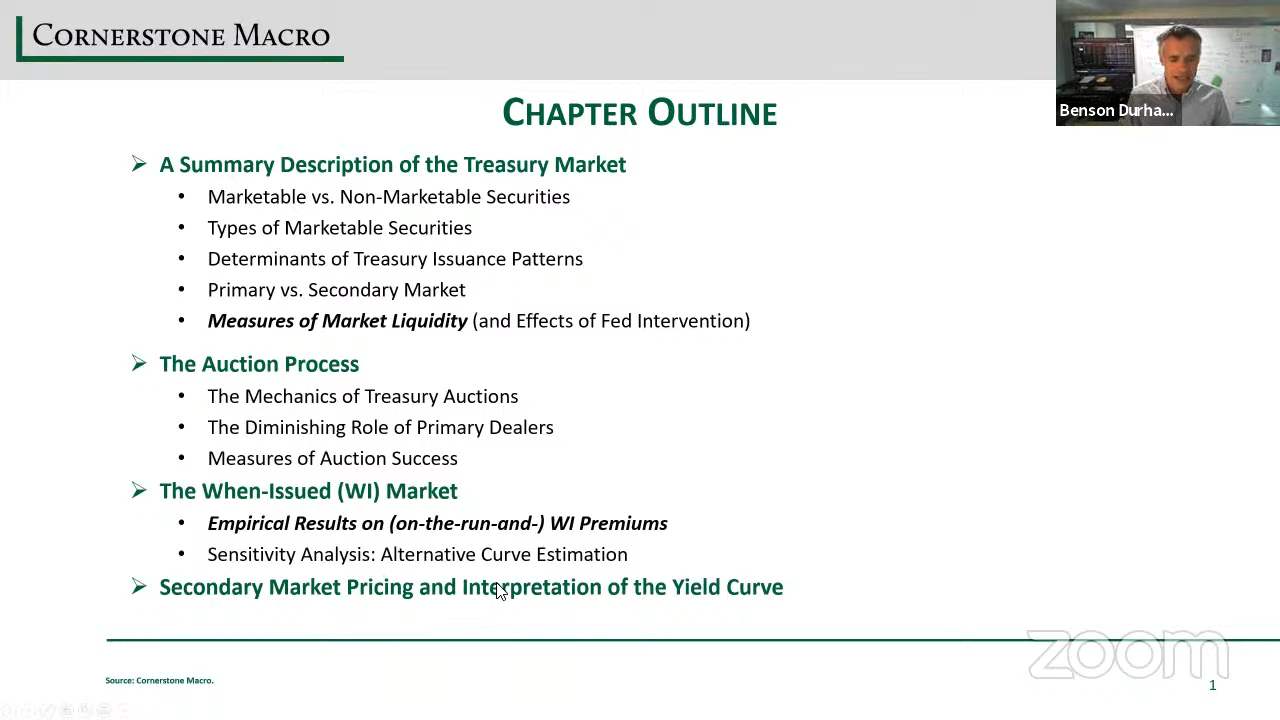 CORNERSTONE MACRO
Benson Durha...
CHAPTER OUTLINE
➢ A Summary Description of the Treasury Market
• Marketable vs. Non-Marketable Securities
• Types of Marketable Securities
• Determinants of Treasury Issuance Patterns
• Primary vs. Secondary Market
• Measures of Market Liquidity (and Effects of Fed Intervention)
➢ The Auction Process
• The Mechanics of Treasury Auctions
• The Diminishing Role of Primary Dealers
• Measures of Auction Success
➢ The When-Issued (WI) Market
• Empirical Results on (on-the-run-and-) WI Premiums
• Sensitivity Analysis: Alternative Curve Estimation
➢ Secondary Market Pricing and Interpretation of the Yield Curve
zoom
Source: Cornerstone Macro.
1